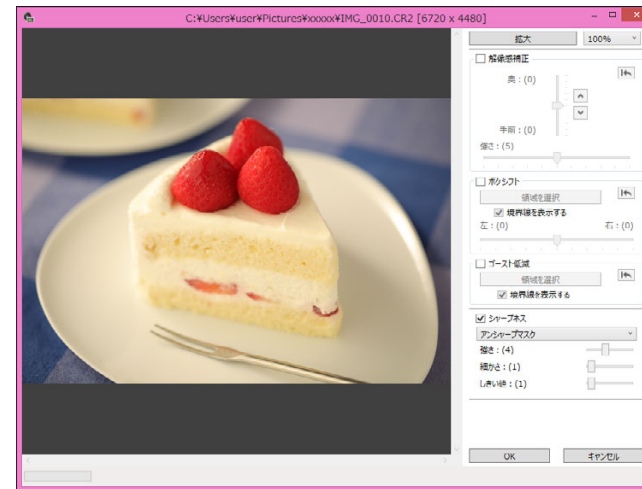 C:¥Users¥user¥Pictures¥xxxxx¥IMG_0010.CR2 [6720 x 4480]
拡大 100%
解像感補正
奥：(0)
手前：(0)
強さ：(5)
ボケシフト
領域を選択
境界線を表示する
左：(0) 右：(0)
ゴースト低減
領域を選択
境界線を表示する
シャープネス
アンシャープマスク
強さ：(4)
細かさ：(1)
しきい値：(1)
OK キャンセル